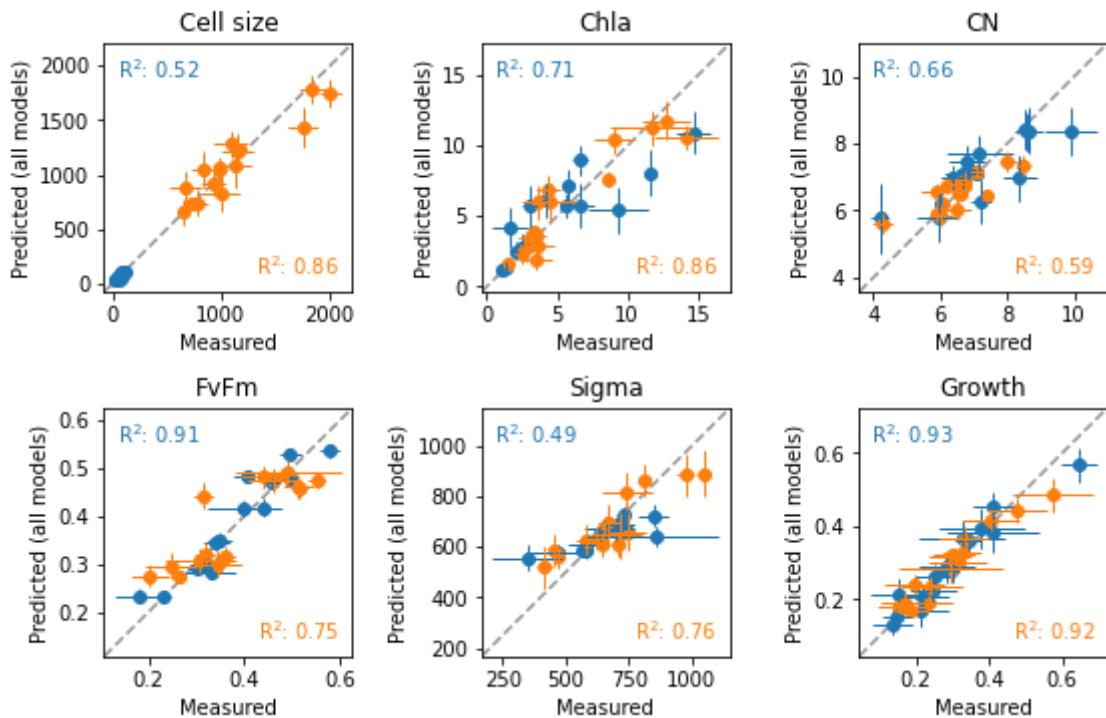 Cell size
R²: 0.52
R²: 0.86
Predicted (all models)
2000
1500
1000
500
0
0 1000 2000
Measured
Chla
R²: 0.71
R²: 0.86
Predicted (all models)
15
10
5
0
0 5 10 15
Measured
CN
R²: 0.66
R²: 0.59
Predicted (all models)
10
8
6
4
4 6 8 10
Measured
FvFm
R²: 0.91
R²: 0.75
Predicted (all models)
0.6
0.5
0.4
0.3
0.2
0.2 0.4 0.6
Measured
Sigma
R²: 0.49
R²: 0.76
Predicted (all models)
1000
800
600
400
200
250 500 750 1000
Measured
Growth
R²: 0.93
R²: 0.92
Predicted (all models)
0.6
0.4
0.2
0.2 0.4 0.6
Measured